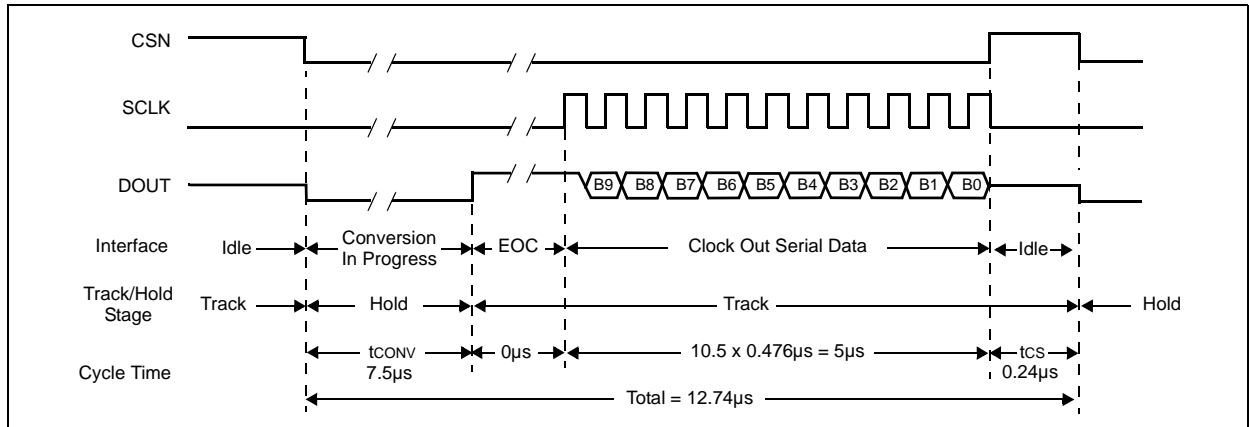 CSN
SCLK
DOUT
B9 B8 B7 B6 B5 B4 B3 B2 B1 B0
Interface Idle Conversion In Progress EOC Clock Out Serial Data Idle
Track/Hold Stage Track Hold Track Hold
Cycle Time tCONV 7.5µs 0µs 10.5 x 0.476µs = 5µs tCS 0.24µs
Total = 12.74µs